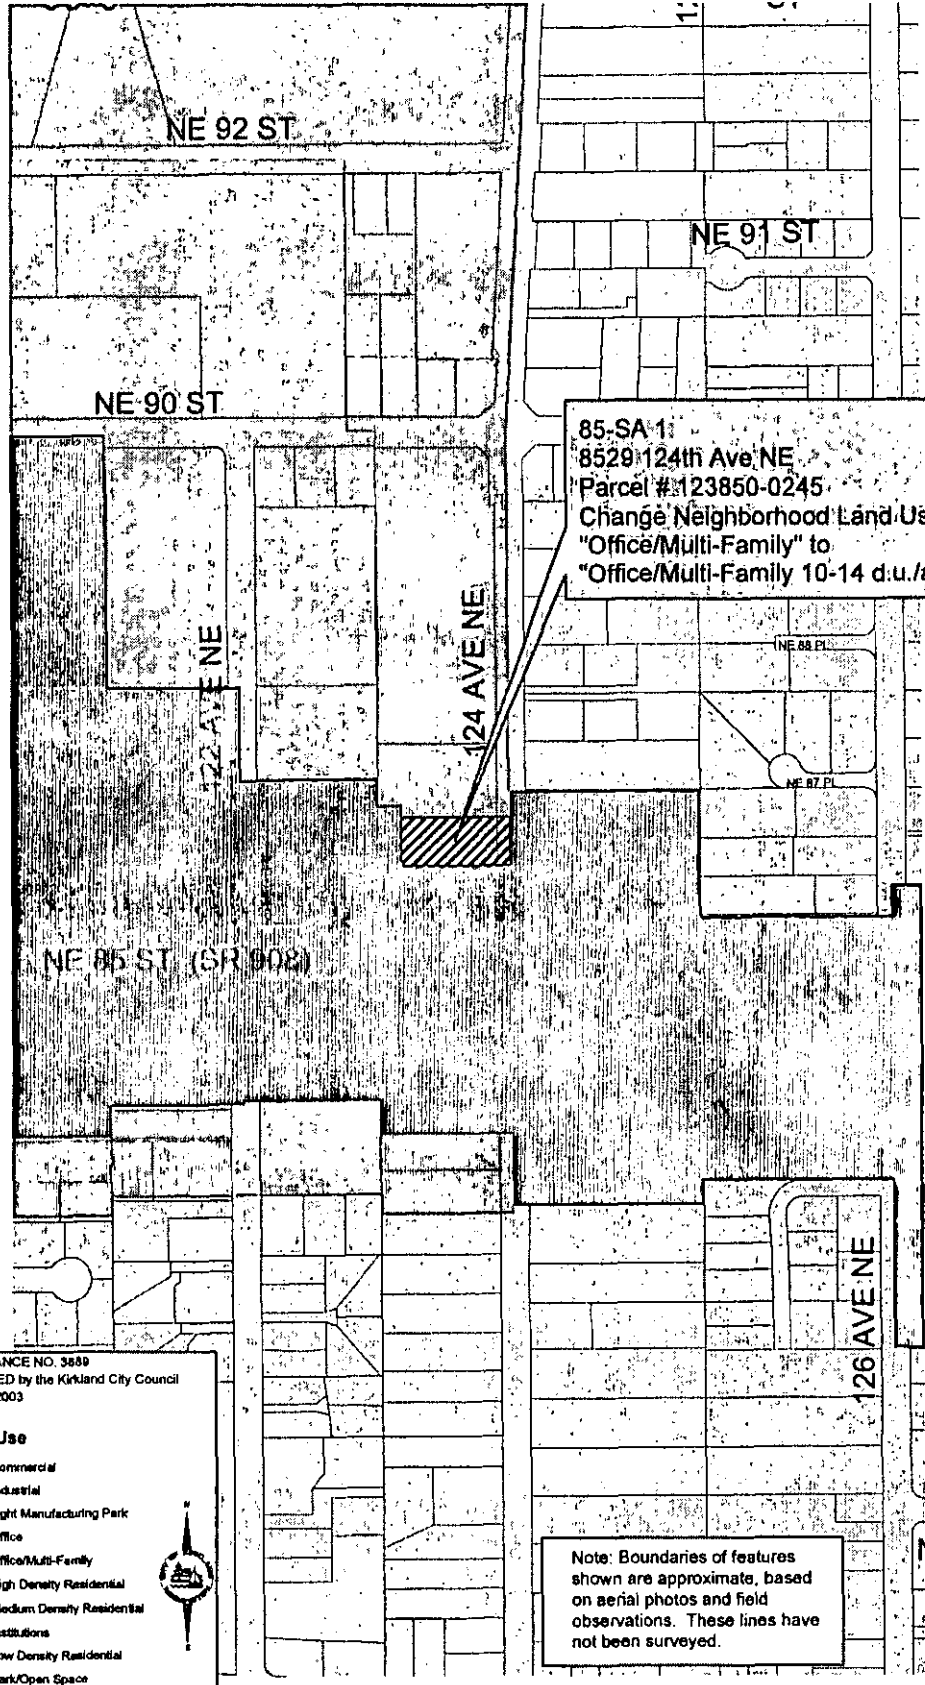 NE 92 ST
NE 91 ST
NE 90 ST
85-SA 1:
8529 124th Ave NE
Parcel #:123850-0245
Change Neighborhood Land Us
"Office/Multi-Family" to
"Office/Multi-Family 10-14 d.u./a
NE 88 PL
122 AVE NE
124 AVE NE
NE 87 PL
NE 85 ST (SR 908)
126 AVE NE
ANCE NO. 3889
ED by the Kirkland City Council
2003
Use
ommercial
dustrial
ght Manufacturing Park
ffice
ffice/Multi-Family
igh Density Residential
edium Density Residential
stitutions
ow Density Residential
ark/Open Space
Note: Boundaries of features
shown are approximate, based
on aerial photos and field
observations. These lines have
not been surveyed.